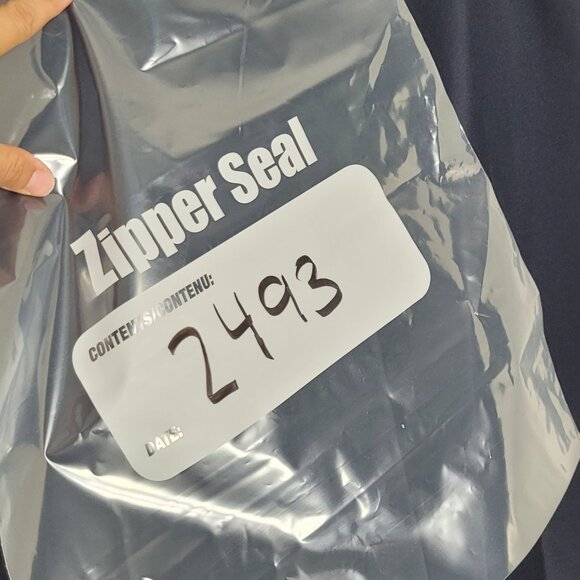 Zipper Seal
CONTENTS/CONTENU:
2493
DATE: